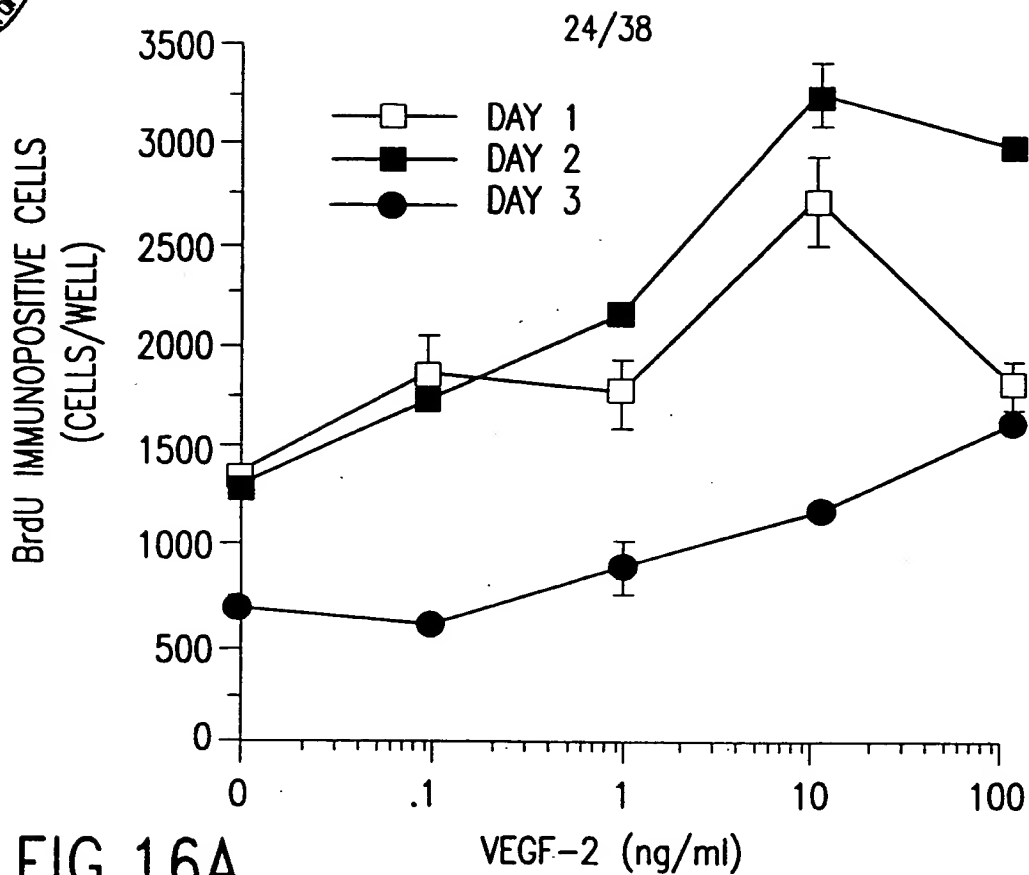 24/38
3500
3000
2500
2000
1500
1000
500
0
BrdU IMMUNOPOSITIVE CELLS
(CELLS/WELL)
DAY 1
DAY 2
DAY 3
0 .1 1 10 100
VEGF-2 (ng/ml)
FIG.16A